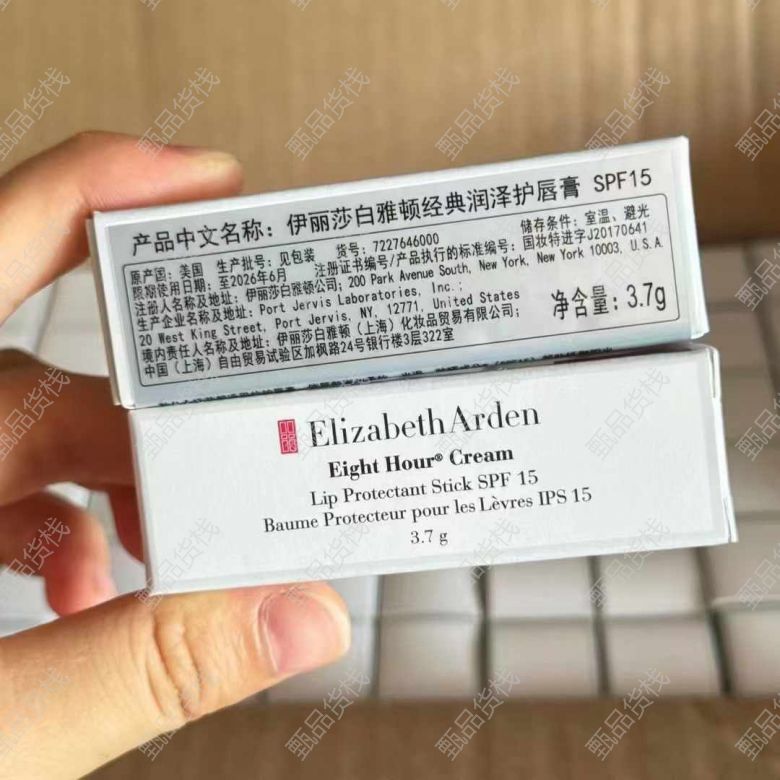 产品中文名称：伊丽莎白雅顿经典润泽护唇膏 SPF15
原产国：美国 生产批号：见包装 货号：7227646000 储存条件：室温、避光
限期使用日期：至2026年6月 注册证书编号/产品执行的标准编号：国妆特进字J20170641
注册人名称及地址：伊丽莎白雅顿公司；200 Park Avenue South, New York, New York 10003, U.S.A.
生产企业名称及地址：Port Jervis Laboratories, Inc.；
20 West King Street, Port Jervis, NY, 12771, United States
境内责任人名称及地址：伊丽莎白雅顿（上海）化妆品贸易有限公司；
中国（上海）自由贸易试验区加枫路24号银行楼3层322室
净含量：3.7g
Elizabeth Arden
Eight Hour® Cream
Lip Protectant Stick SPF 15
Baume Protecteur pour les Lèvres IPS 15
3.7 g
甄品货栈